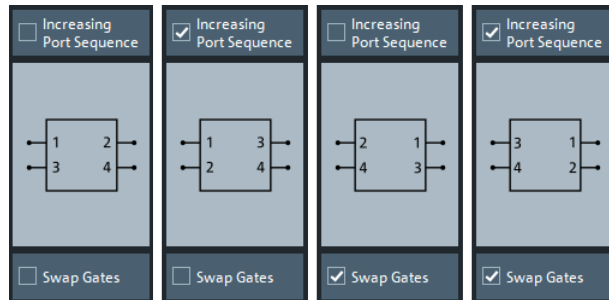 Increasing
Port Sequence
1 2
3 4
Swap Gates
Increasing
Port Sequence
1 3
2 4
Swap Gates
Increasing
Port Sequence
2 1
4 3
Swap Gates
Increasing
Port Sequence
3 1
4 2
Swap Gates